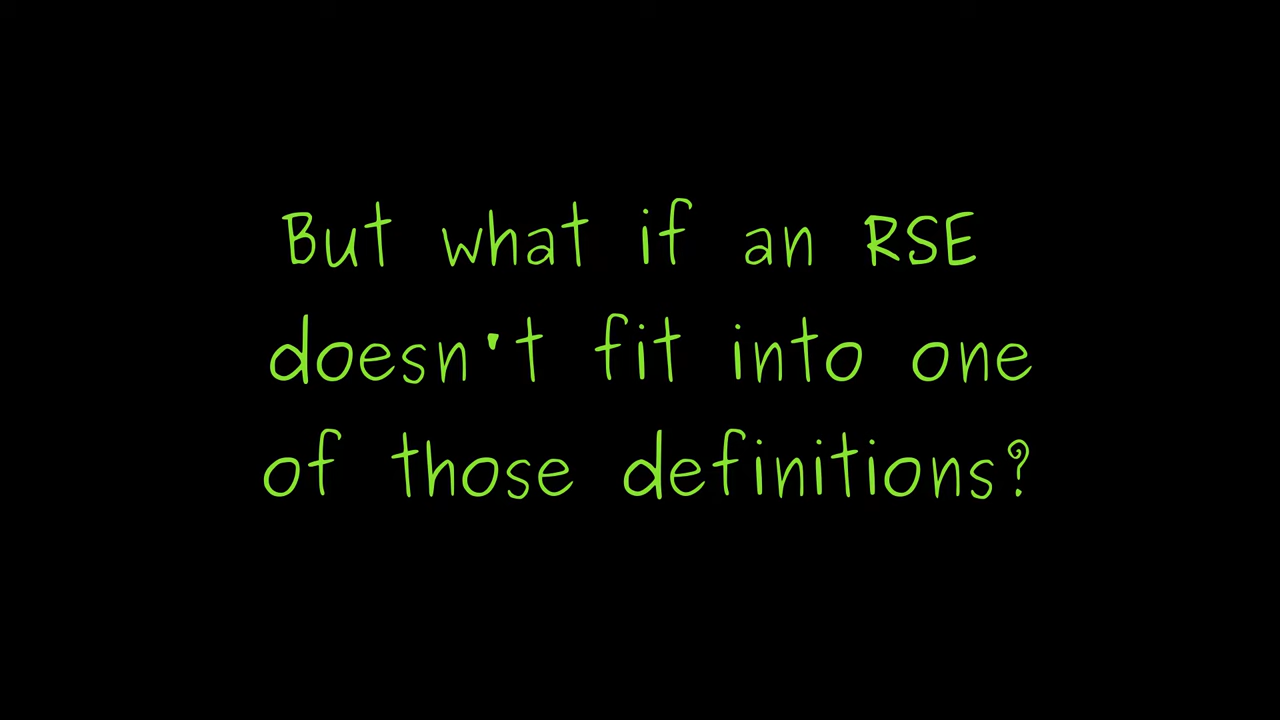 But what if an RSE
doesn't fit into one
of those definitions?